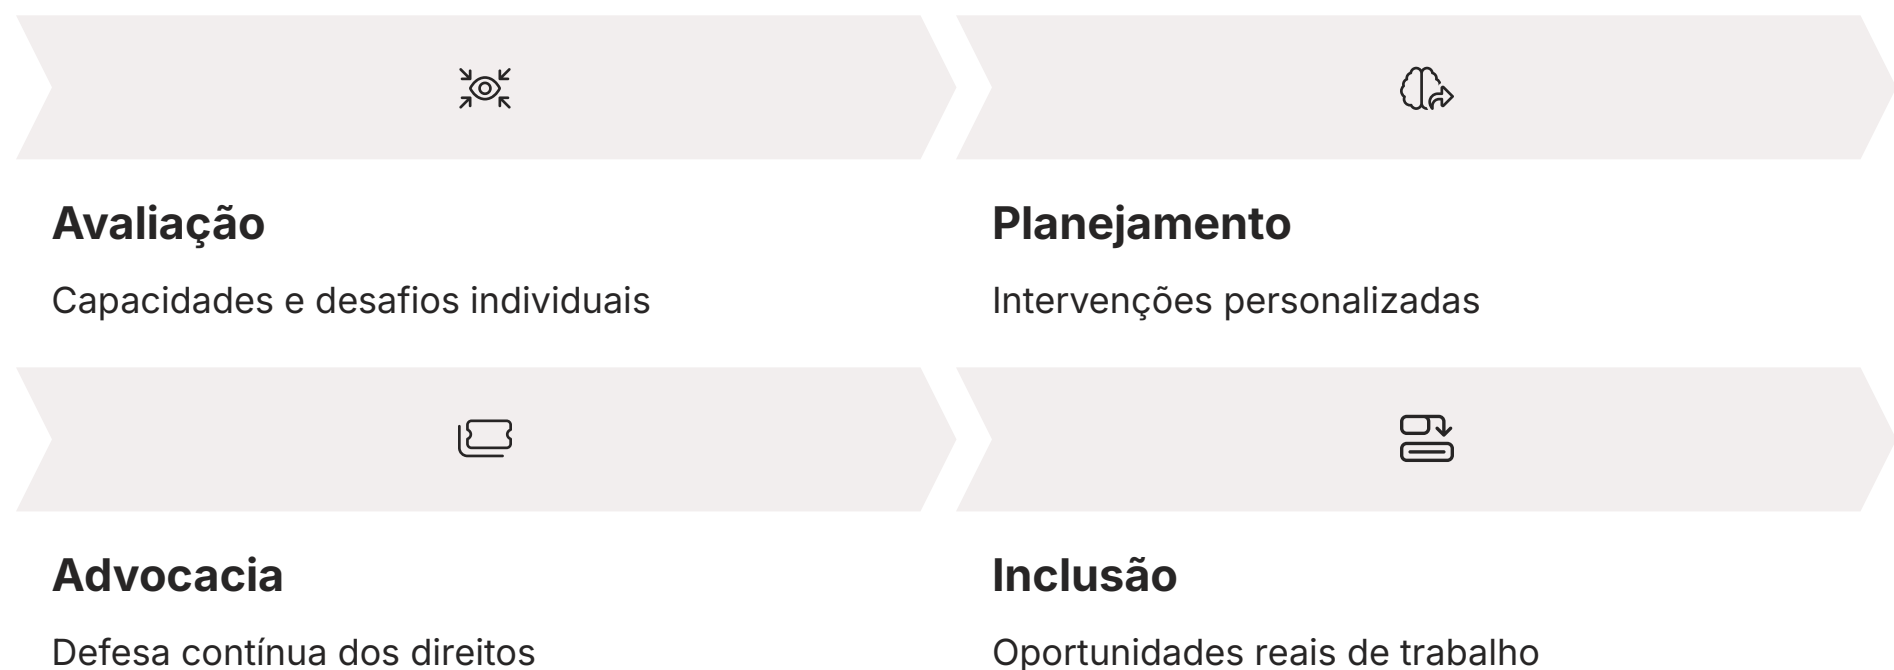 Avaliação
Capacidades e desafios individuais
Planejamento
Intervenções personalizadas
Advocacia
Defesa contínua dos direitos
Inclusão
Oportunidades reais de trabalho